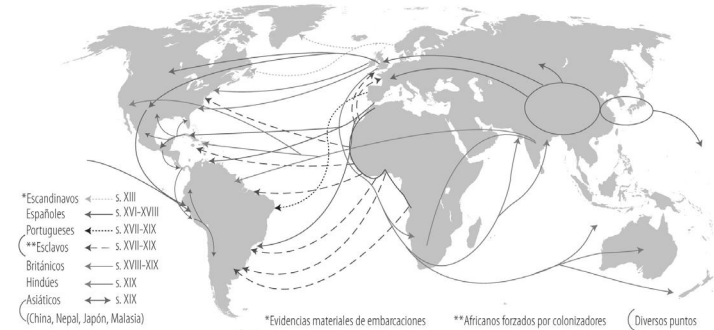 *Escandinavos s. XIII
Españoles s. XVI-XVIII
Portugueses s. XVII-XIX
**Esclavos s. XVII-XIX
Británicos s. XVIII-XIX
Hindúes s. XIX
Asiáticos s. XIX
(China, Nepal, Japón, Malasia)
*Evidencias materiales de embarcaciones **Africanos forzados por colonizadores Diversos puntos